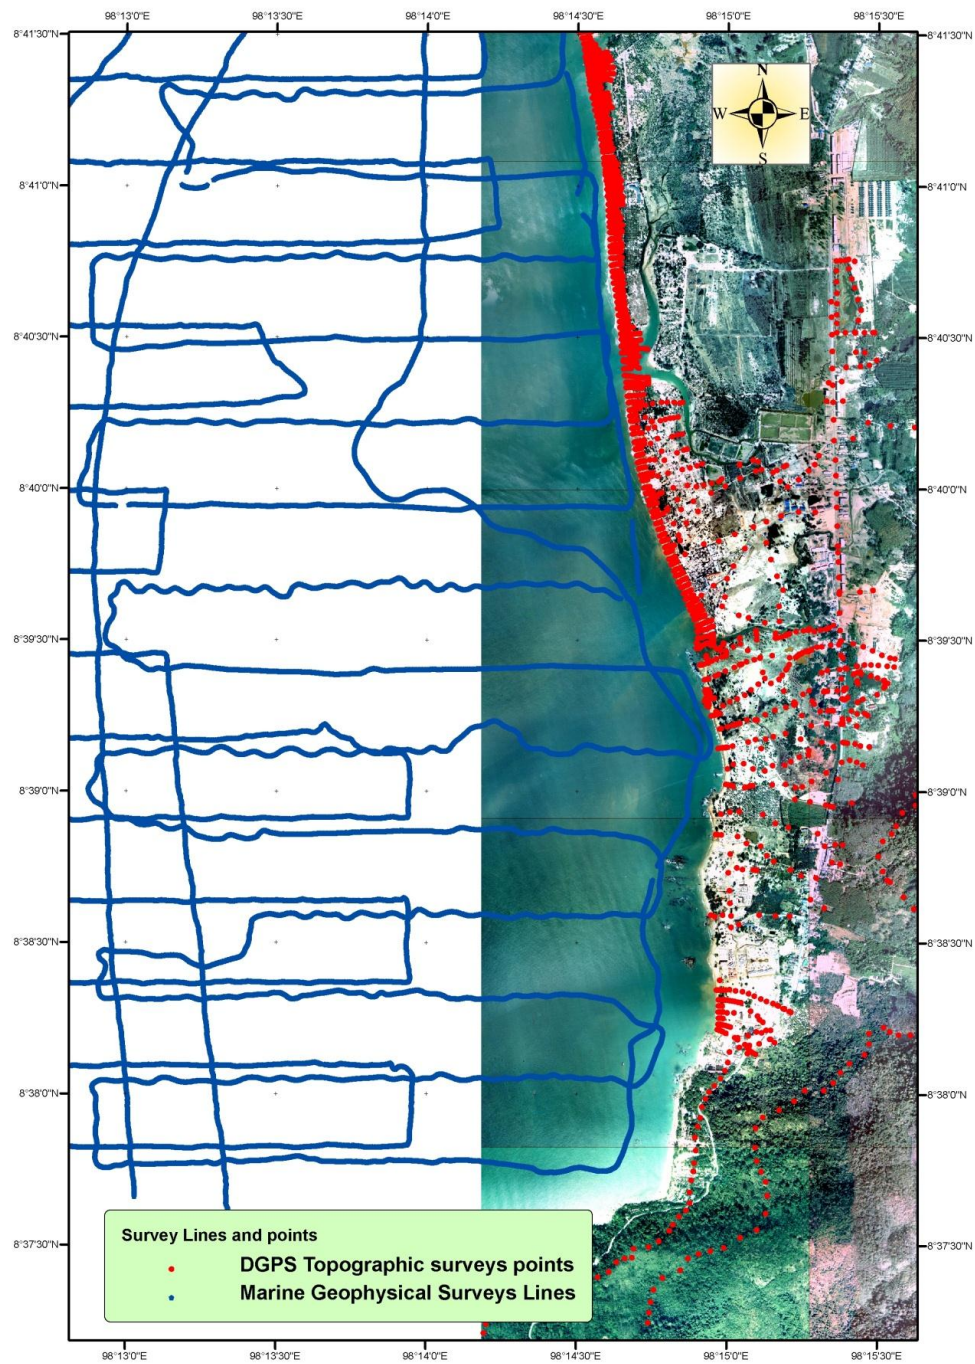 98°13'0"E 98°13'30"E 98°14'0"E 98°14'30"E 98°15'0"E 98°15'30"E
8°41'30"N 8°41'30"N
N
W E
S
8°41'0"N 8°41'0"N
8°40'30"N 8°40'30"N
8°40'0"N 8°40'0"N
8°39'30"N 8°39'30"N
8°39'0"N 8°39'0"N
8°38'30"N 8°38'30"N
8°38'0"N 8°38'0"N
8°37'30"N 8°37'30"N
Survey Lines and points
DGPS Topographic surveys points
Marine Geophysical Surveys Lines
98°13'0"E 98°13'30"E 98°14'0"E 98°14'30"E 98°15'0"E 98°15'30"E